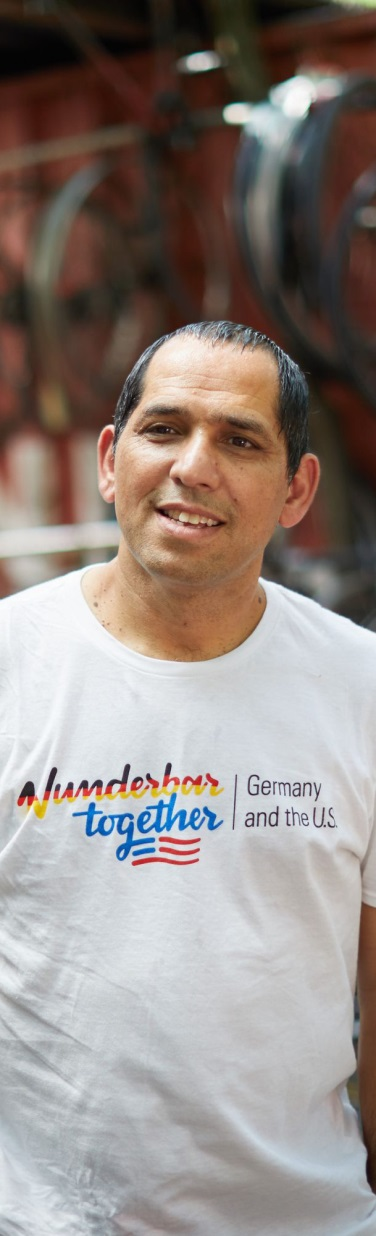 Wunderbar
together
Germany
and the U.S.